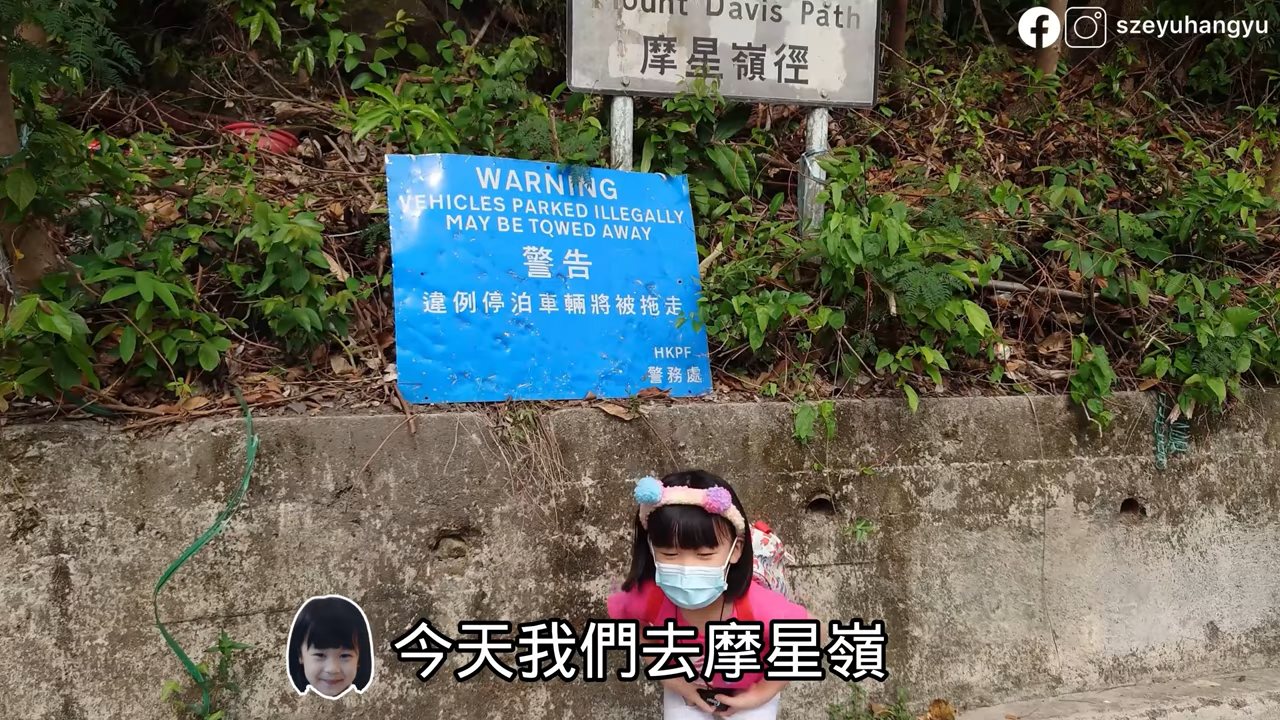 Mount Davis Path
摩星嶺徑
szeyuhangyu
WARNING
VEHICLES PARKED ILLEGALLY
MAY BE TOWED AWAY
警告
違例停泊車輛將被拖走
HKPF
警務處
今天我們去摩星嶺